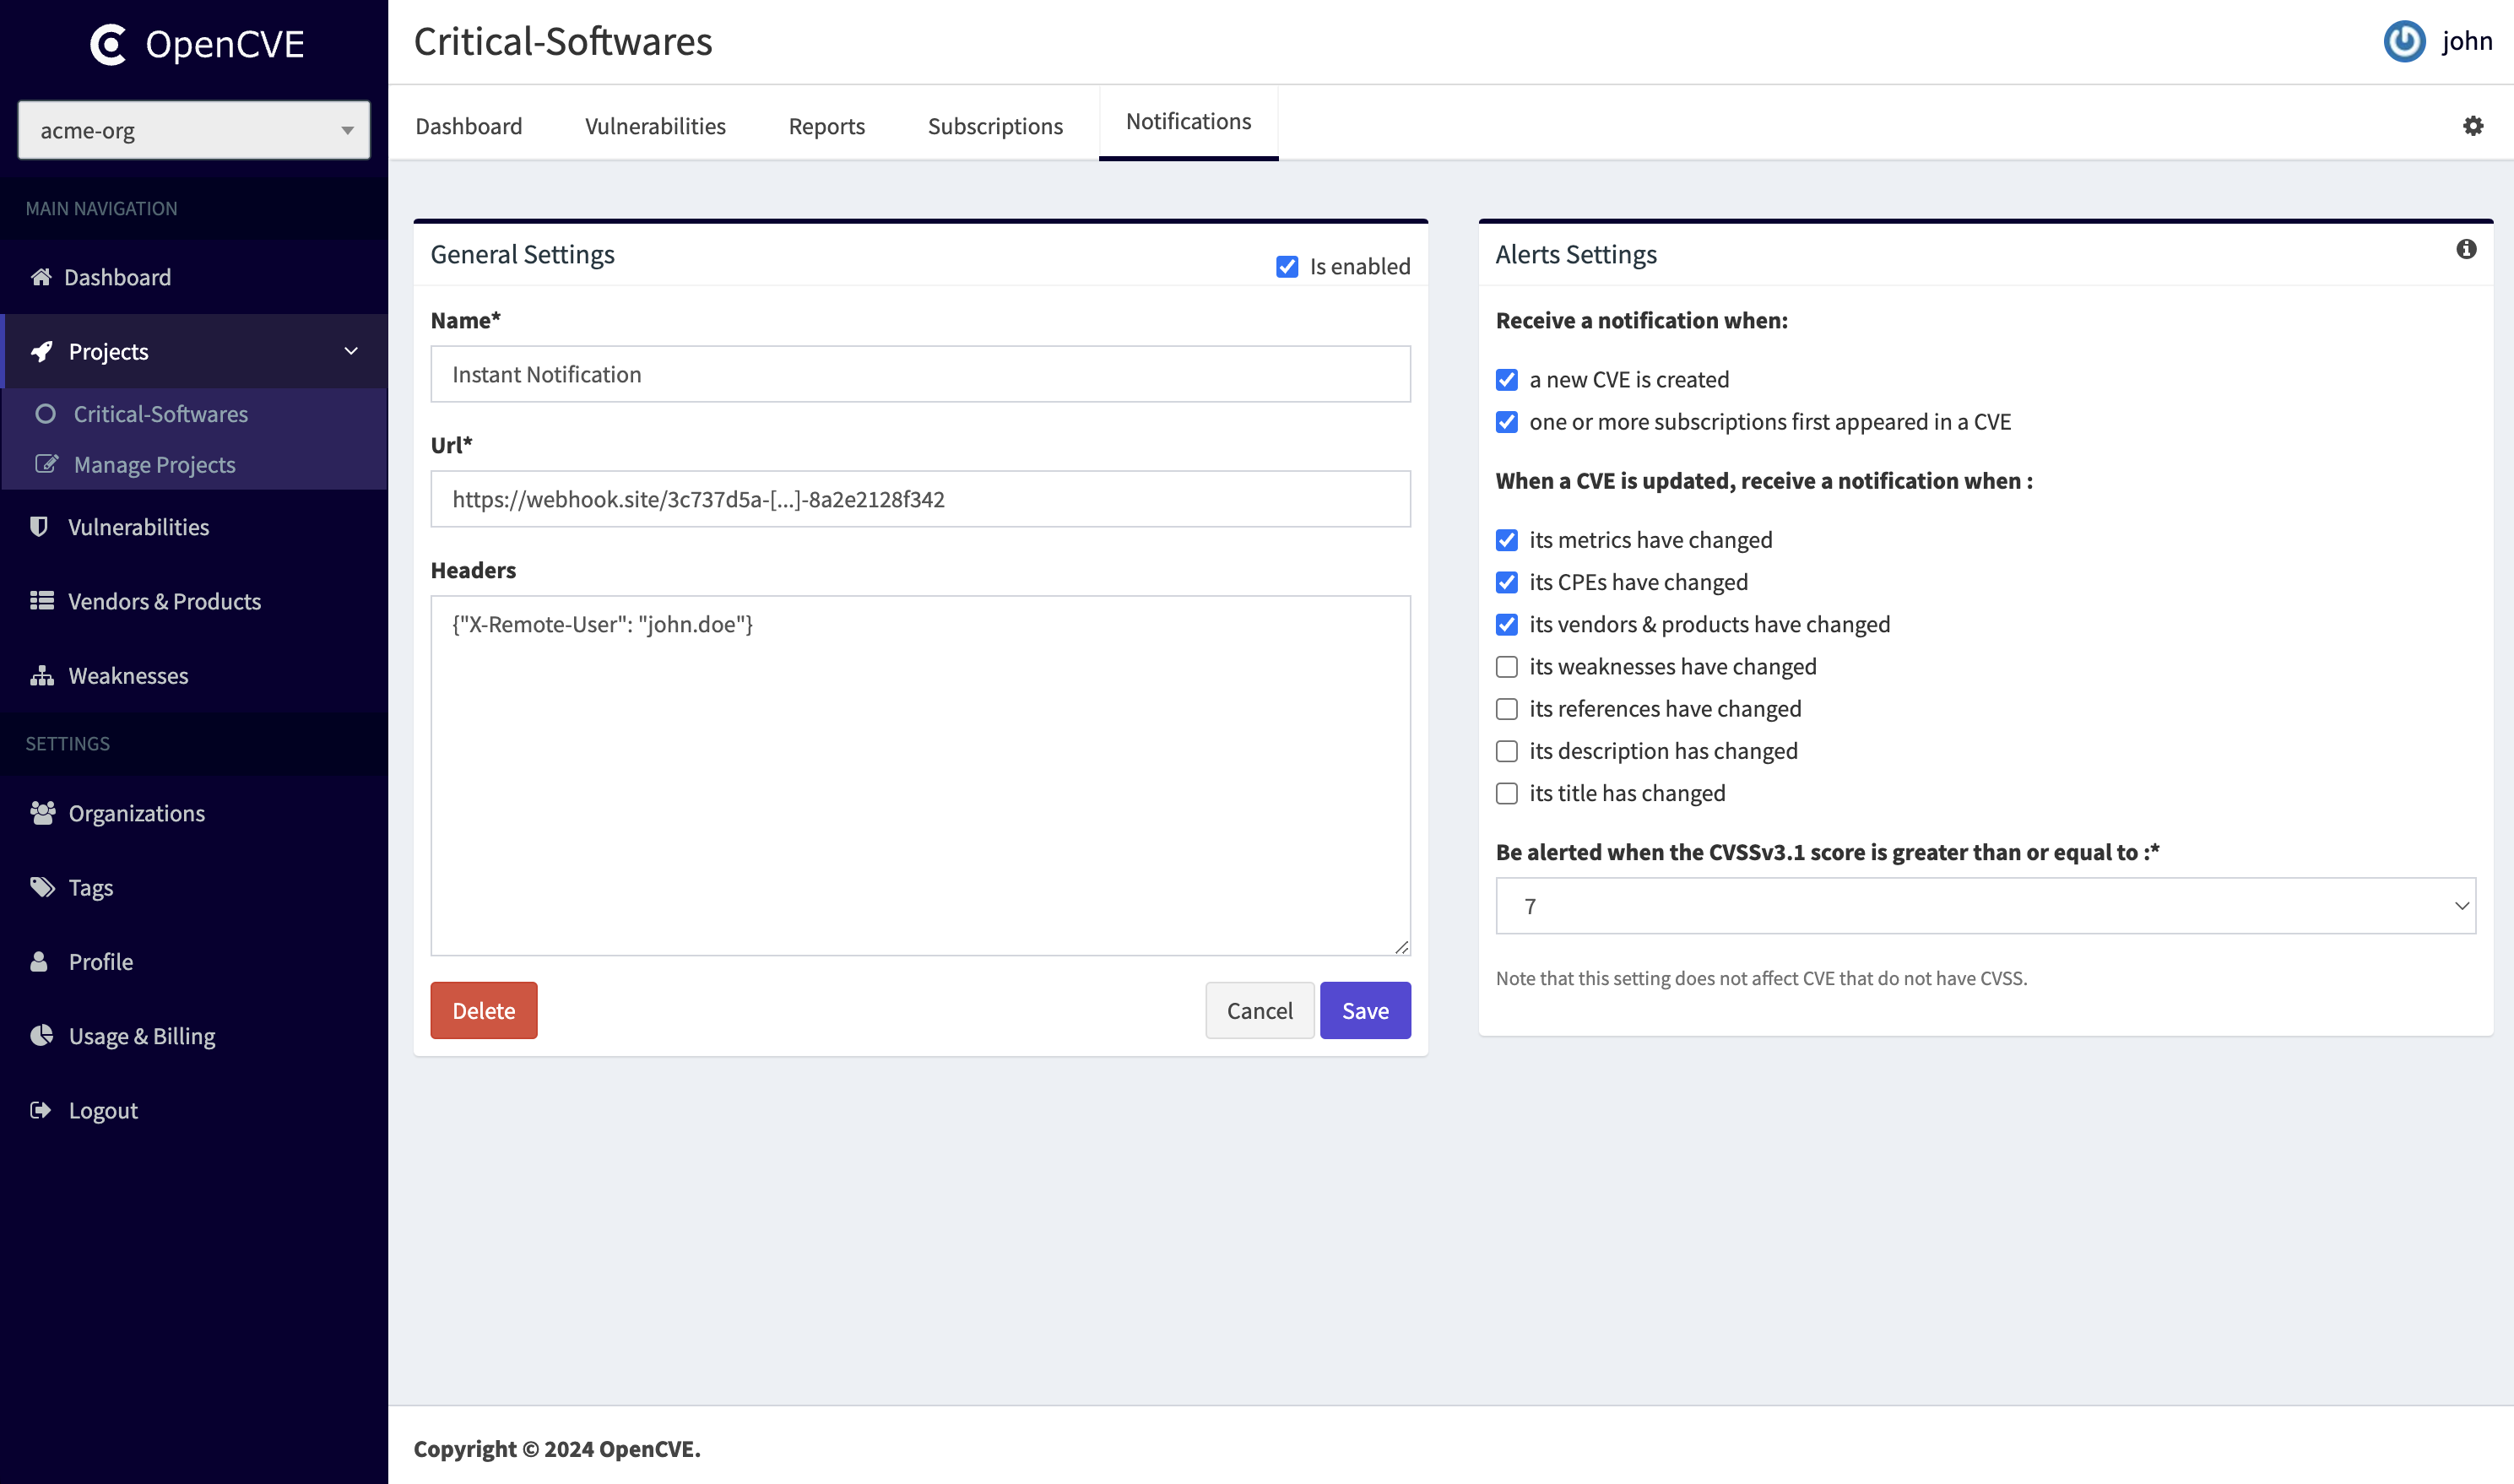 OpenCVE
acme-org
MAIN NAVIGATION
Dashboard
Projects
Critical-Softwares
Manage Projects
Vulnerabilities
Vendors & Products
Weaknesses
SETTINGS
Organizations
Tags
Profile
Usage & Billing
Logout
Critical-Softwares
john
Dashboard
Vulnerabilities
Reports
Subscriptions
Notifications
General Settings
Is enabled
Name*
Instant Notification
Url*
https://webhook.site/3c737d5a-[...]-8a2e2128f342
Headers
{"X-Remote-User": "john.doe"}
Delete
Cancel
Save
Alerts Settings
Receive a notification when:
a new CVE is created
one or more subscriptions first appeared in a CVE
When a CVE is updated, receive a notification when :
its metrics have changed
its CPEs have changed
its vendors & products have changed
its weaknesses have changed
its references have changed
its description has changed
its title has changed
Be alerted when the CVSSv3.1 score is greater than or equal to :*
7
Note that this setting does not affect CVE that do not have CVSS.
Copyright © 2024 OpenCVE.